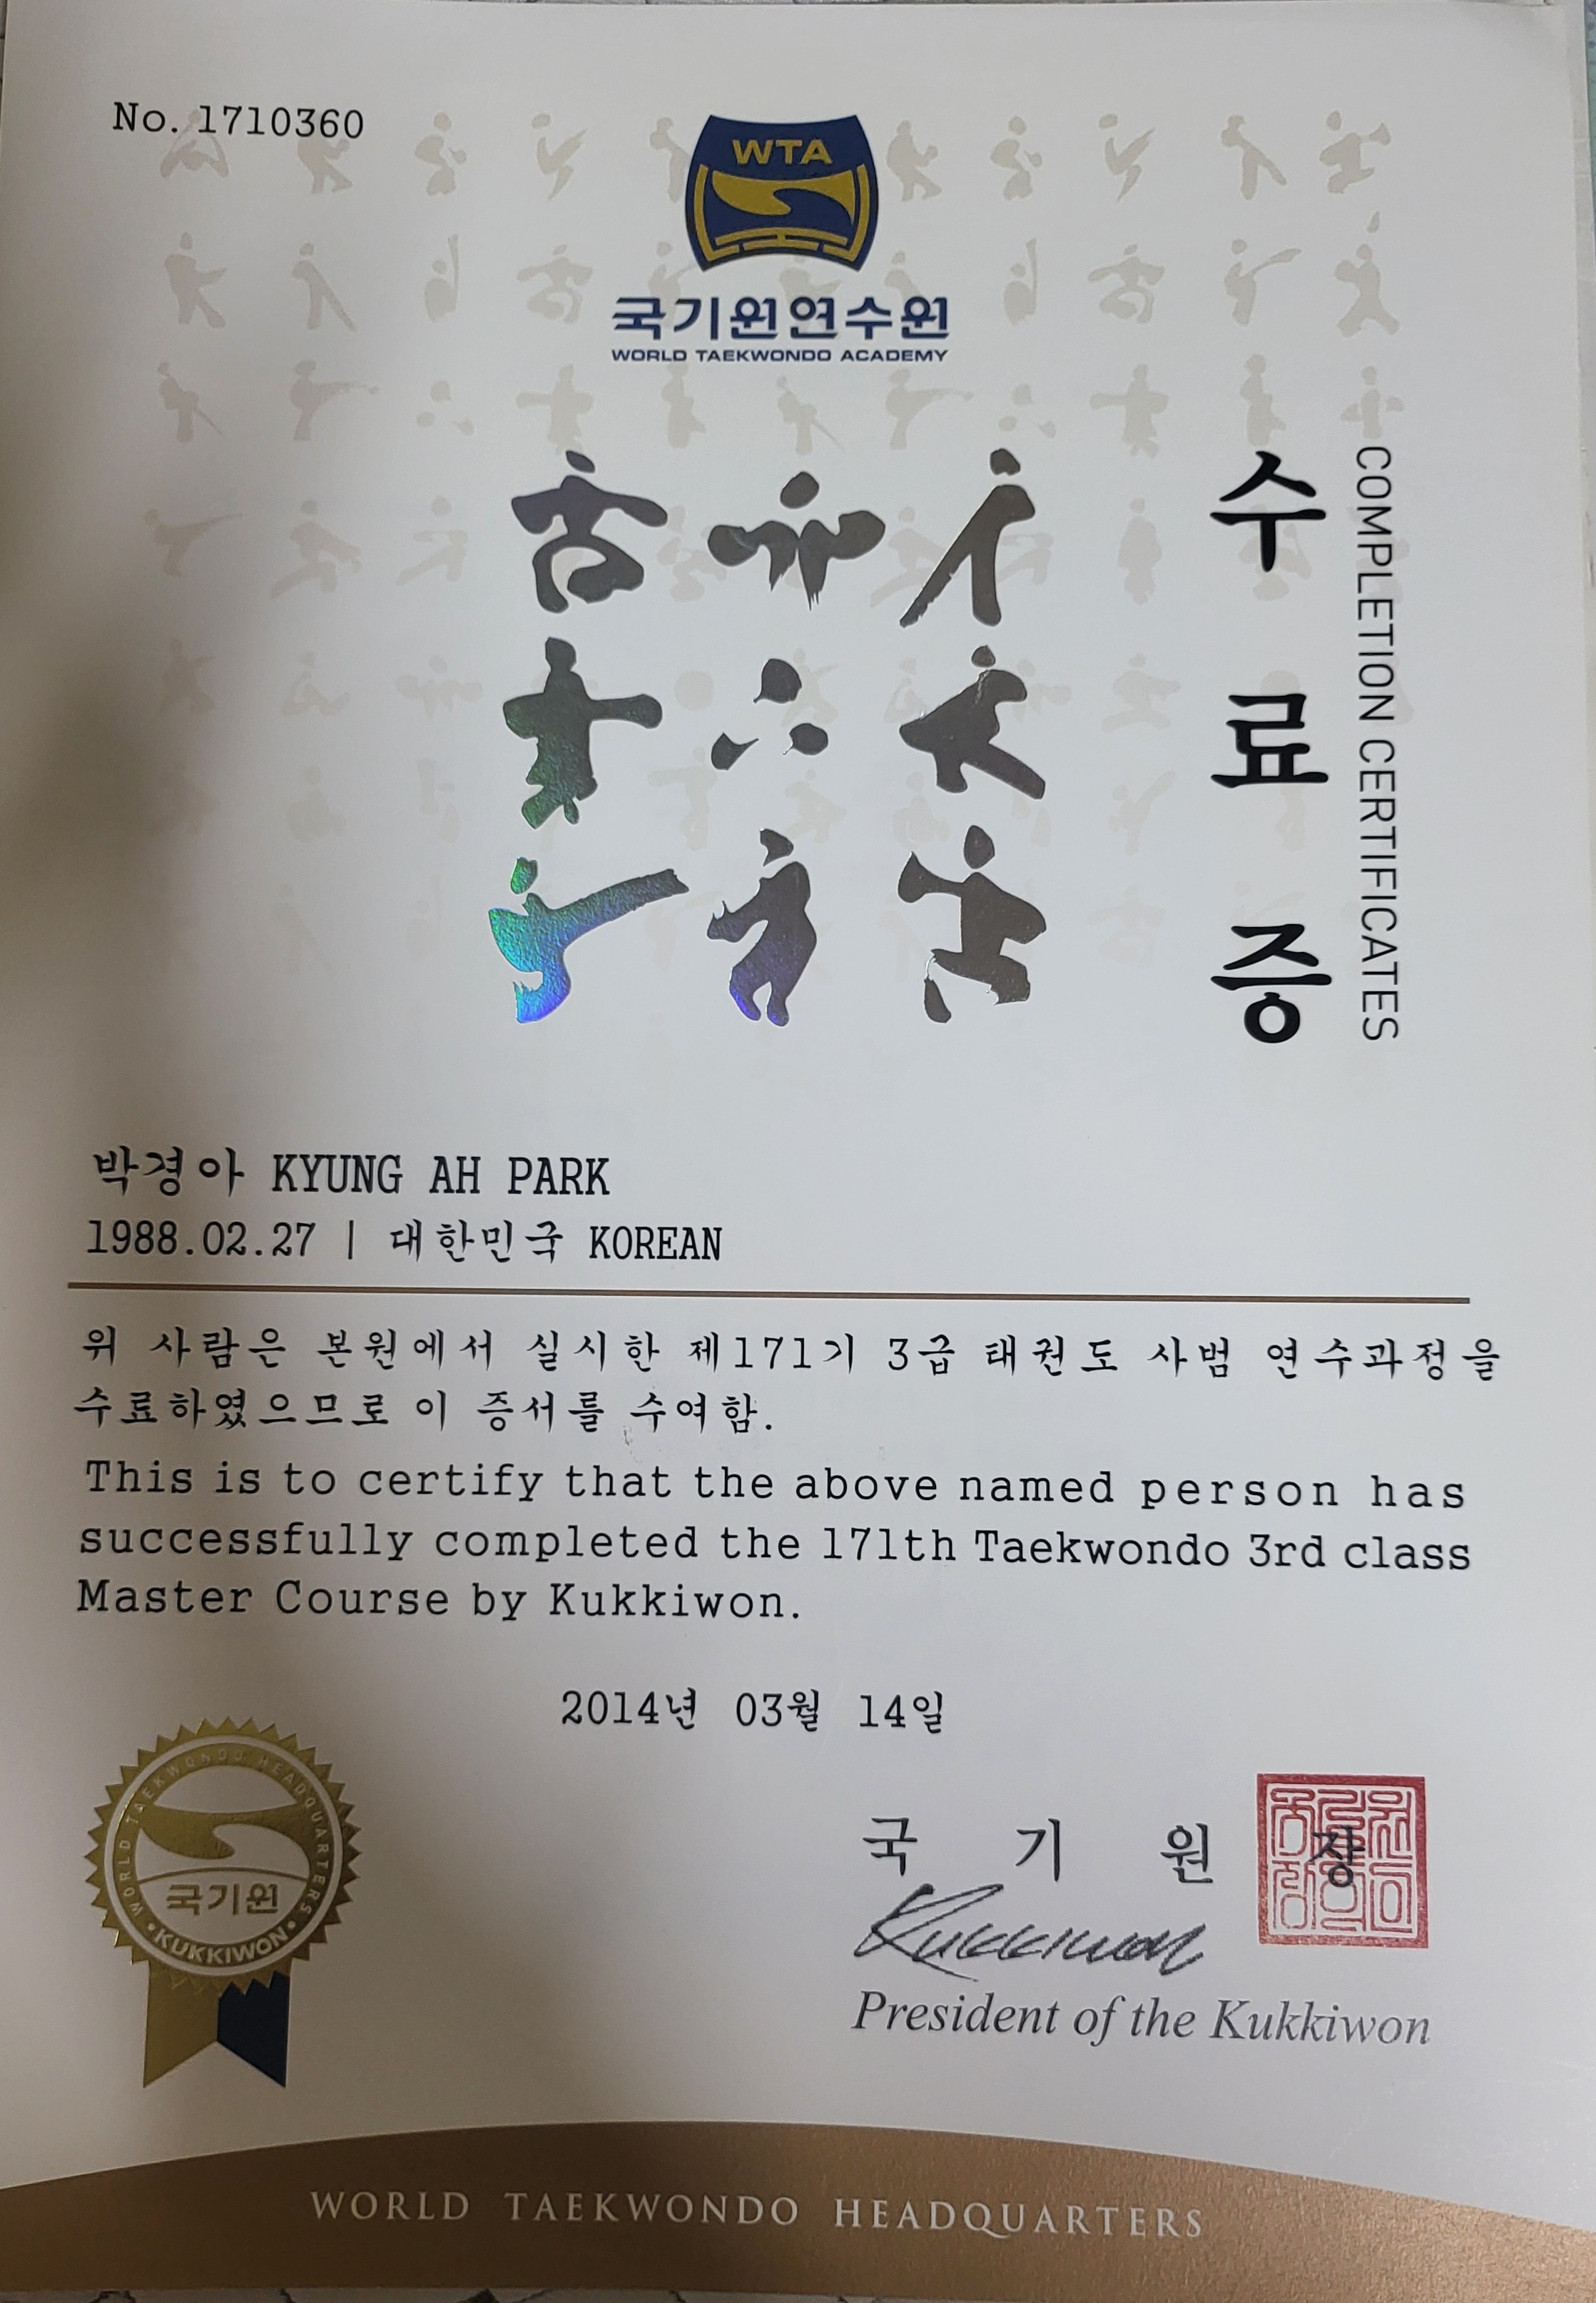 No. 1710360
WTA
국기원연수원
WORLD TAEKWONDO ACADEMY
수료증
COMPLETION CERTIFICATES
박경아 KYUNG AH PARK
1988.02.27 | 대한민국 KOREAN
위 사람은 본원에서 실시한 제171기 3급 태권도 사범 연수과정을
수료하였으므로 이 증서를 수여함.
This is to certify that the above named person has
successfully completed the 171th Taekwondo 3rd class
Master Course by Kukkiwon.
2014년 03월 14일
WORLD TAEKWONDO HEADQUARTERS
국기원
KUKKIWON
국 기 원 장
Kukkiwon
President of the Kukkiwon
WORLD TAEKWONDO HEADQUARTERS